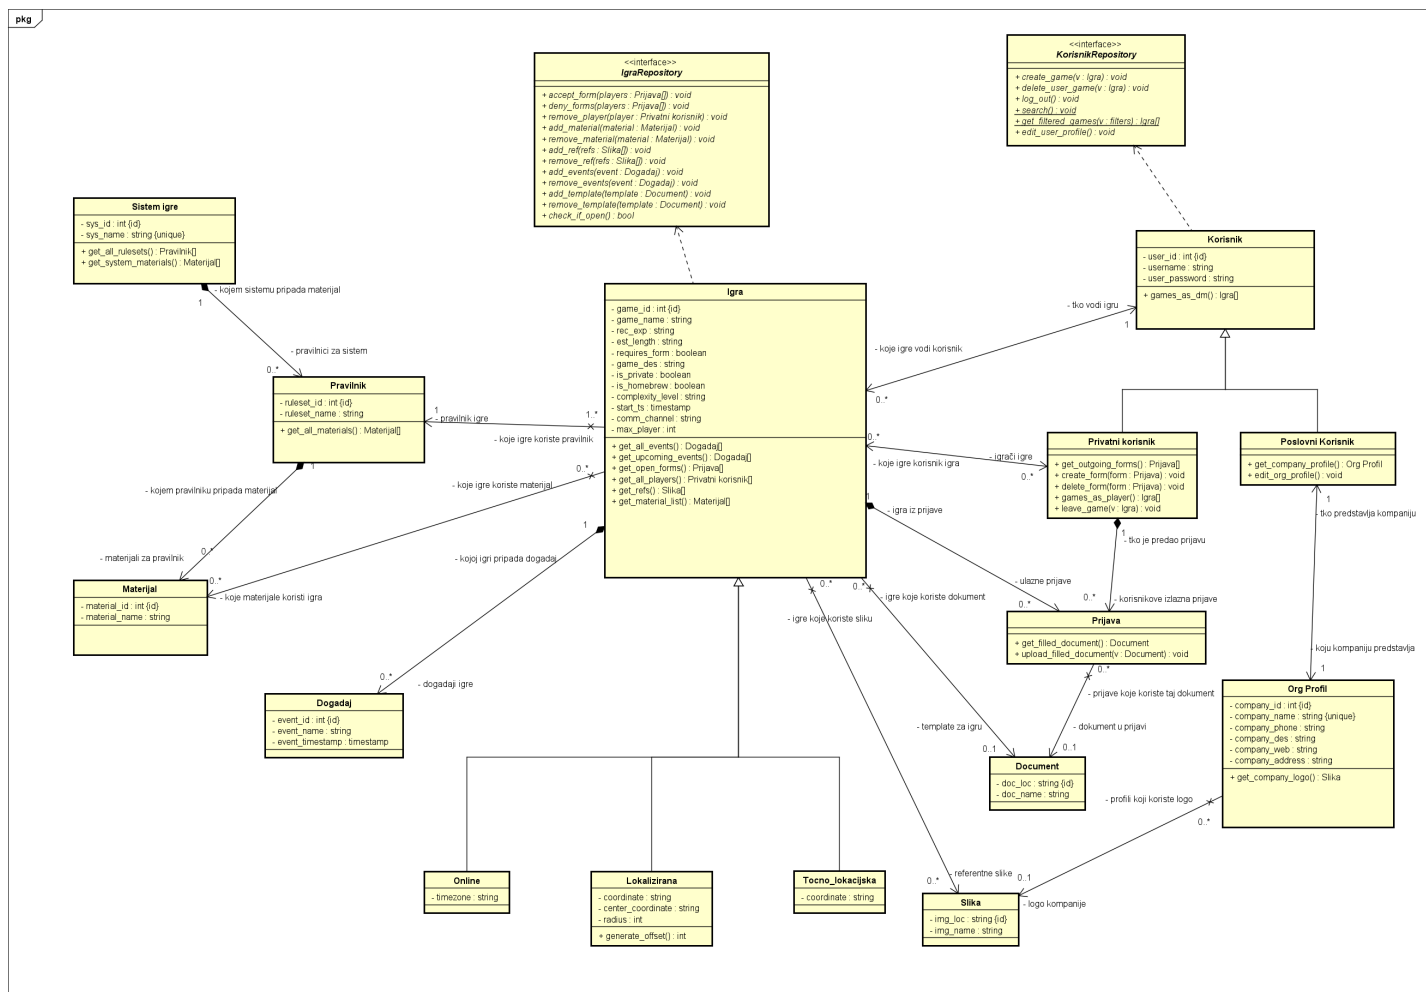 pkg
<<interface>>
IgraRepository
+ accept_form(players : Prijava[]) : void
+ deny_forms(players : Prijava[]) : void
+ remove_player(player : Privatni korisnik) : void
+ add_material(material : Materijal) : void
+ remove_material(material : Materijal) : void
+ add_ref(refs : Slika[]) : void
+ remove_ref(refs : Slika[]) : void
+ add_events(event : Dogadaj) : void
+ remove_events(event : Dogadaj) : void
+ add_template(template : Document) : void
+ remove_template(template : Document) : void
+ check_if_open() : bool
<<interface>>
KorisnikRepository
+ create_game(v : Igra) : void
+ delete_user_game(v : Igra) : void
+ log_out() : void
+ search() : void
+ get_filtered_games(v : filters) : Igra[]
+ edit_user_profile() : void
Sistem igre
- sys_id : int {id}
- sys_name : string {unique}
+ get_all_rulesets() : Pravilnik[]
+ get_system_materials() : Materijal[]
- kojem sistemu pripada materijal
1
- pravilnici za sistem
0..*
Korisnik
- user_id : int {id}
- username : string
- user_password : string
+ games_as_dm() : Igra[]
Igra
- game_id : int {id}
- game_name : string
- rec_exp : string
- est_length : string
- requires_form : boolean
- game_des : string
- is_private : boolean
- is_homebrew : boolean
- complexity_level : string
- start_ts : timestamp
- comm_channel : string
- max_player : int
+ get_all_events() : Dogadaj[]
+ get_upcoming_events() : Dogadaj[]
+ get_open_forms() : Prijava[]
+ get_all_players() : Privatni korisnik[]
+ get_refs() : Slika[]
+ get_material_list() : Materijal[]
- tko vodi igru
1
- koje igre vodi korisnik
0..*
Pravilnik
- ruleset_id : int {id}
- ruleset_name : string
+ get_all_materials() : Materijal[]
1
- pravilnik igre
1..*
- koje igre koriste pravilnik
0..*
- koje igre koriste materijal
1
- kojem pravilniku pripada materijal
- materijali za pravilnik
0..*
0..*
- koje materijale koristi igra
Materijal
- material_id : int {id}
- material_name : string
0..*
- koje igre korisnik igra
- igrači igre
0..*
Privatni korisnik
+ get_outgoing_forms() : Prijava[]
+ create_form(form : Prijava) : void
+ delete_form(form : Prijava) : void
+ games_as_player() : Igra[]
+ leave_game(v : Igra) : void
Poslovni Korisnik
+ get_company_profile() : Org Profil
+ edit_org_profile() : void
1
- tko predstavlja kompaniju
1
- igra iz prijave
1
- tko je predao prijavu
1
- kojoj igri pripada dogadaj
- ulazne prijave
0..*
0..*
- korisnikove izlazna prijave
0..*
- igre koje koriste sliku
0..*
- igre koje koriste dokument
Prijava
+ get_filled_document() : Document
+ upload_filled_document(v : Document) : void
- koju kompaniju predstavlja
1
0..*
- dogadaji igre
0..*
- prijave koje koriste taj dokument
- template za igru
0..1
- dokument u prijavi
0..1
Dogadaj
- event_id : int {id}
- event_name : string
- event_timestamp : timestamp
Org Profil
- company_id : int {id}
- company_name : string {unique}
- company_phone : string
- company_des : string
- company_web : string
- company_address : string
+ get_company_logo() : Slika
Document
- doc_loc : string {id}
- doc_name : string
- profili koji koriste logo
0..*
Online
- timezone : string
Lokalizirana
- coordinate : string
- center_coordinate : string
- radius : int
+ generate_offset() : int
Tocno_lokacijska
- coordinate : string
- referentne slike
0..*
0..1
- logo kompanije
Slika
- img_loc : string {id}
- img_name : string